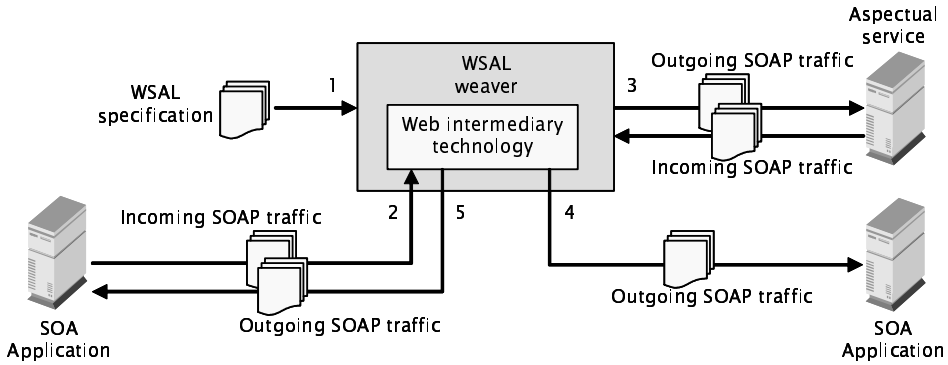 Aspectual
service
WSAL
weaver
Outgoing SOAP traffic
WSAL
specification
1
3
Web intermediary
technology
Incoming SOAP traffic
2
5
4
Incoming SOAP traffic
Outgoing SOAP traffic
Outgoing SOAP traffic
SOA
Application
SOA
Application